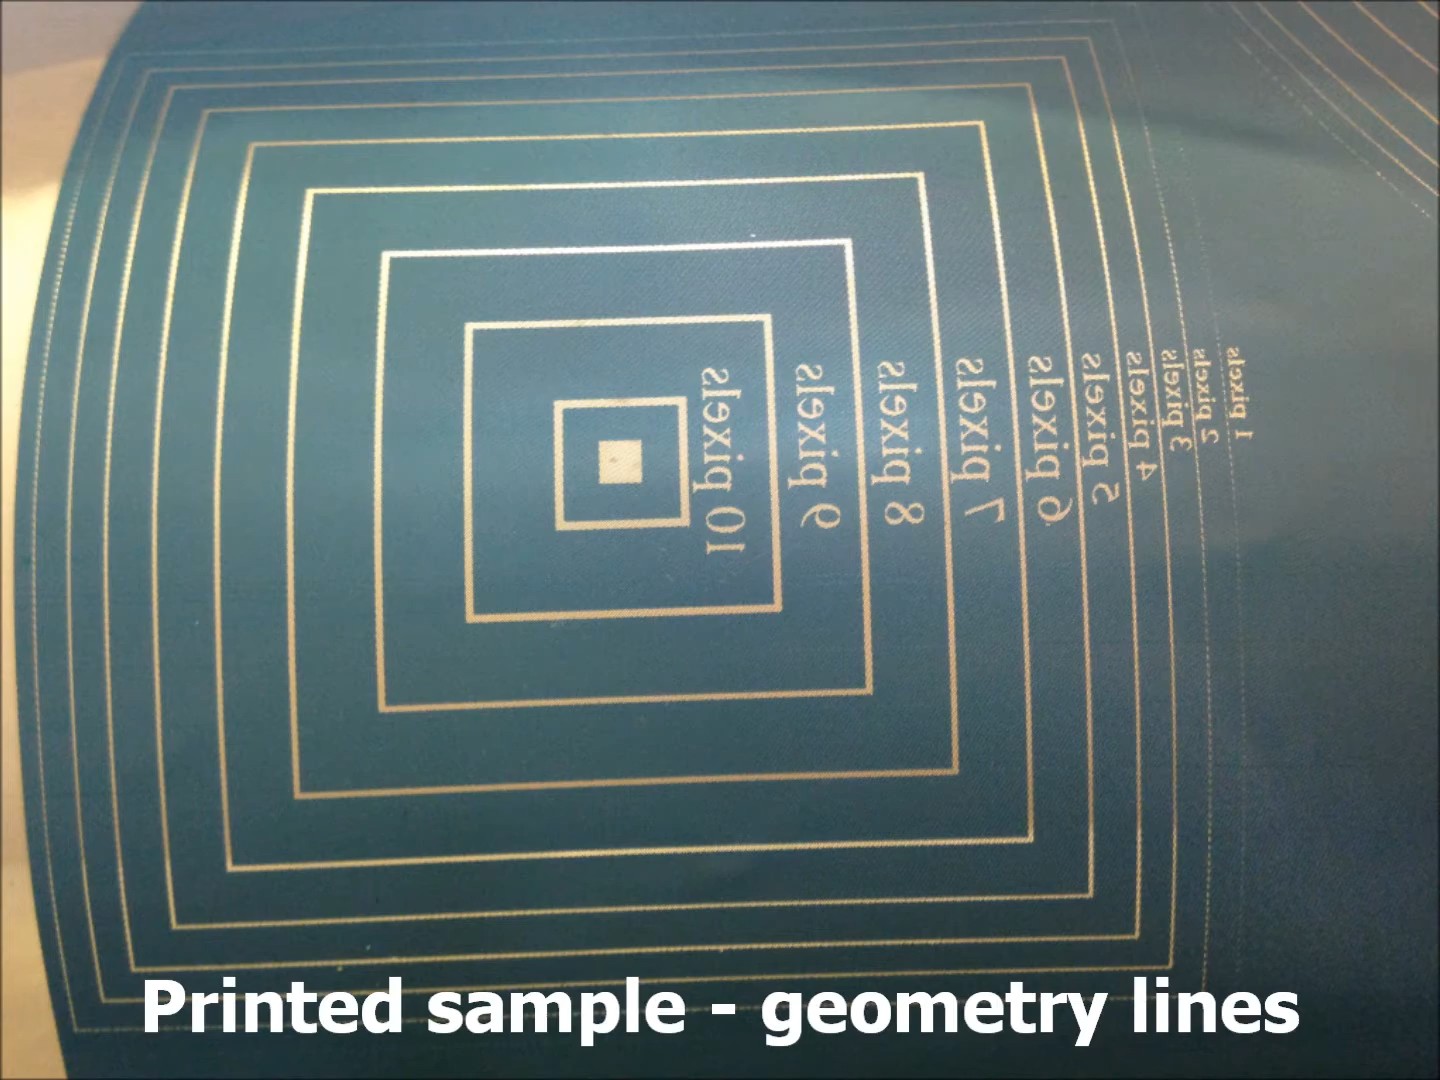 10 pixels
9 pixels
8 pixels
7 pixels
6 pixels
5 pixels
4 pixels
3 pixels
2 pixels
1 pixels
Printed sample - geometry lines